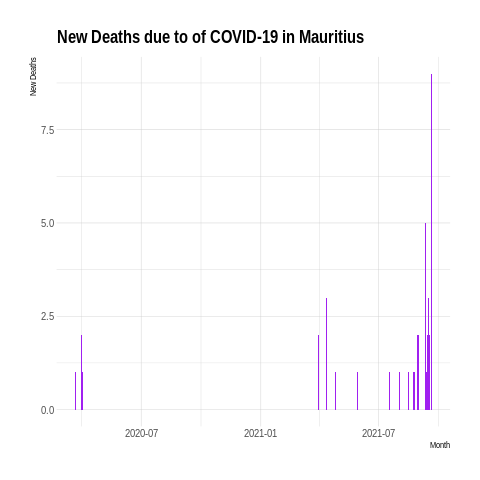 New Deaths due to of COVID-19 in Mauritius
New Deaths
7.5
5.0
2.5
0.0
2020-07
2021-01
2021-07
Month